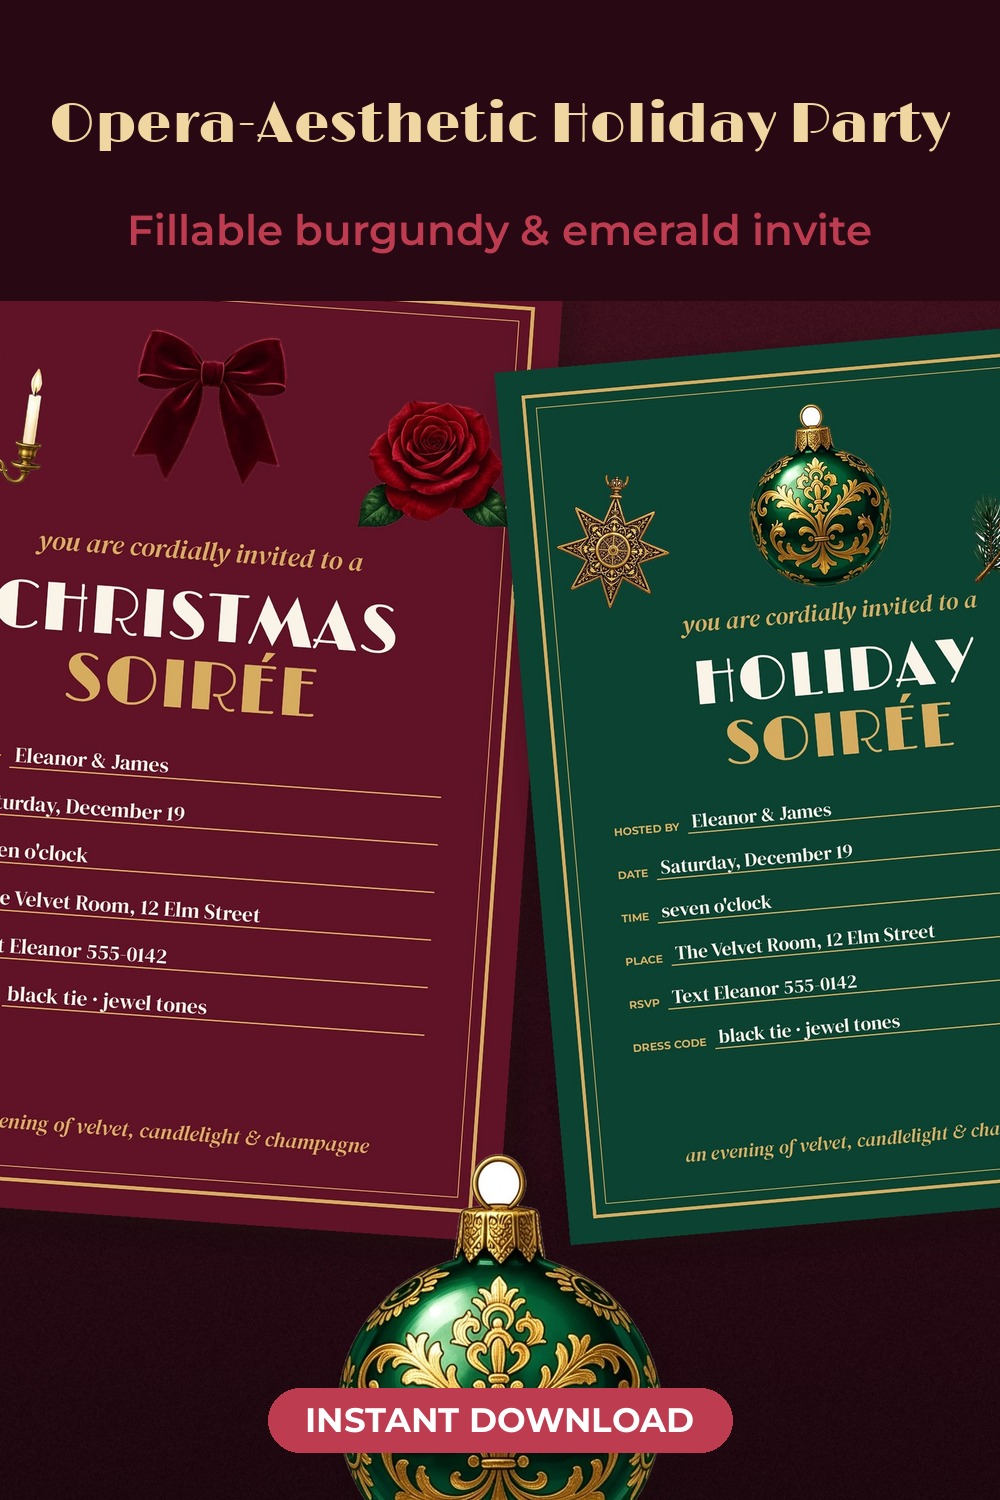 Opera-Aesthetic Holiday Party
Fillable burgundy & emerald invite
you are cordially invited to a
CHRISTMAS
SOIRÉE
Eleanor & James
December 19
o'clock
Velvet Room, 12 Elm Street
Eleanor 555-0142
black tie • jewel tones
of velvet, candlelight & champagne
you are cordially invited to a
HOLIDAY
SOIRÉE
HOSTED BY Eleanor & James
DATE Saturday, December 19
TIME seven o'clock
PLACE The Velvet Room, 12 Elm Street
RSVP Text Eleanor 555-0142
DRESS CODE black tie • jewel tones
an evening of velvet, candlelight &
INSTANT DOWNLOAD